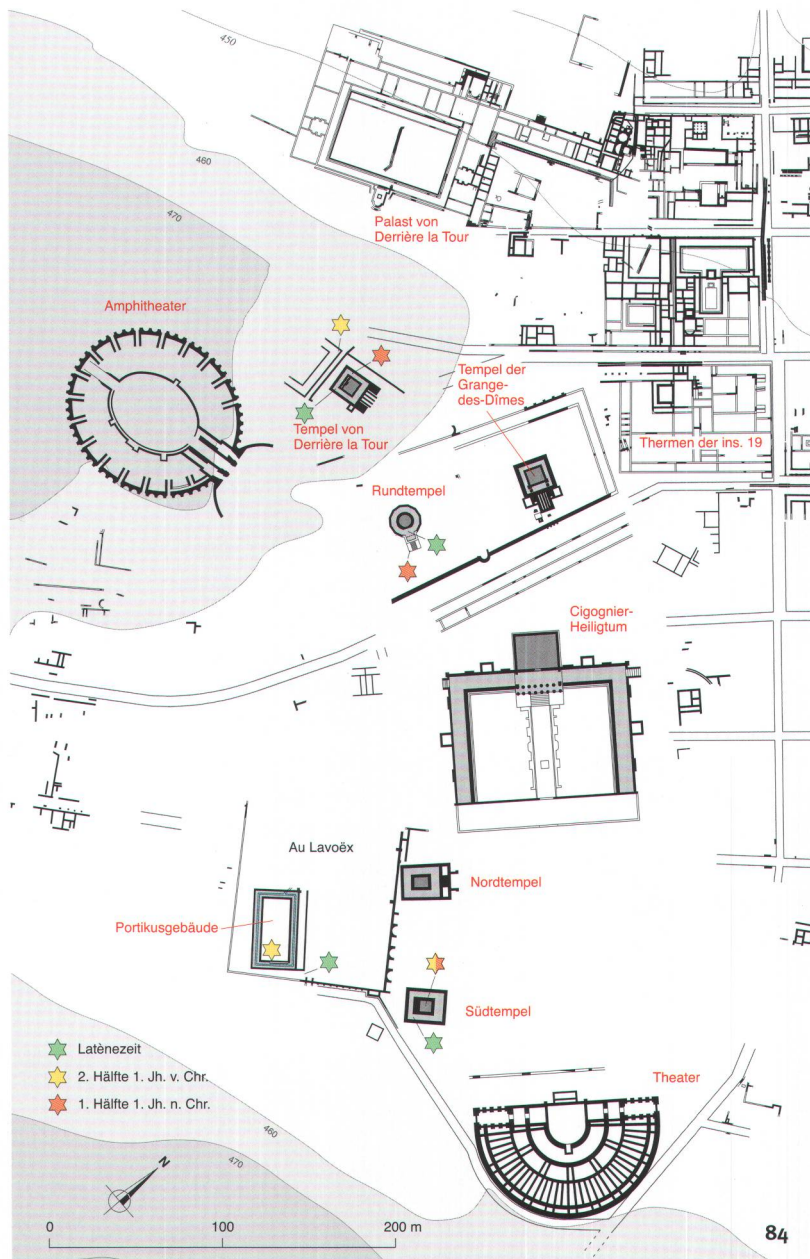 450
460
470
Palast von
Derrière la Tour
Amphitheater
Tempel der
Grange-
des-Dîmes
Tempel von
Derrière la Tour
Thermen der ins. 19
Rundtempel
Cigognier-
Heiligtum
Au Lavoëx
Nordtempel
Portikusgebäude
Südtempel
Latènezeit
2. Hälfte 1. Jh. v. Chr.
1. Hälfte 1. Jh. n. Chr.
Theater
460
470
N
0 100 200 m
84